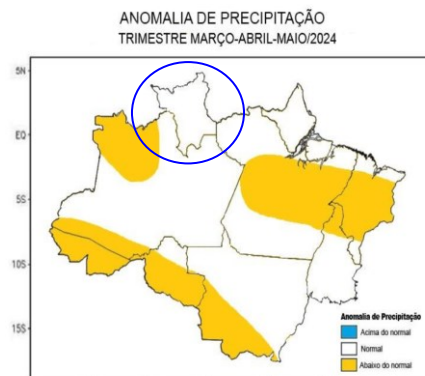 ANOMALIA DE PRECIPITAÇÃO
TRIMESTRE MARÇO-ABRIL-MAIO/2024
5N
EQ
5S
10S
15S
Anomalia de Precipitação
Acima do normal
Normal
Abaixo do normal